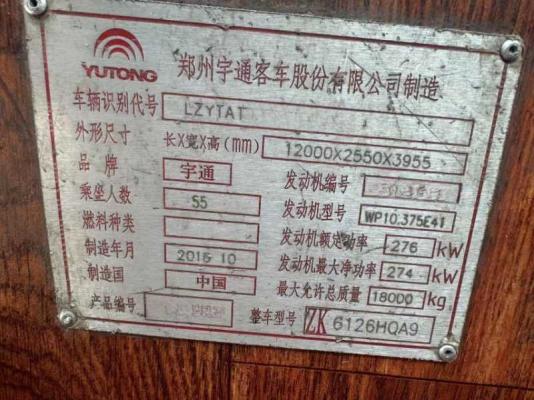 YUTONG
郑州宇通客车股份有限公司制造
车辆识别代号 LZYTAT
外形尺寸 长X宽X高(mm) 12000X2550X3955
品牌 宇通 发动机编号
乘坐人数 55 发动机型号 WP10.375E41
燃料种类 发动机额定功率 276 kW
制造年月 2015 10 发动机最大净功率 274 kW
制造国 中国 最大允许总质量 18000 kg
产品编号 整车型号 ZK 6126HQA9